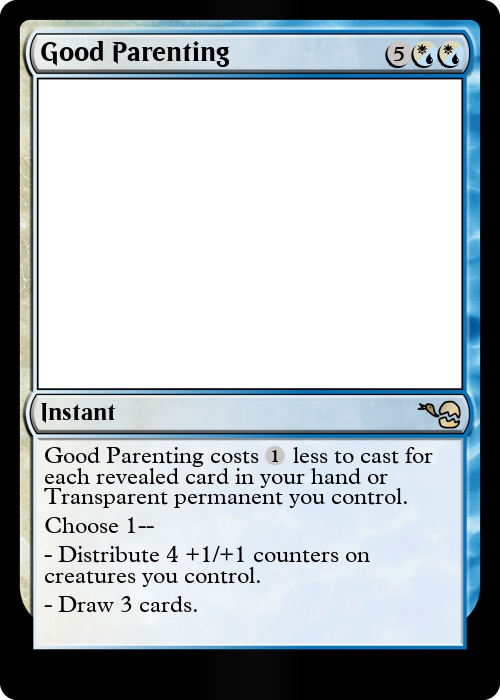 Good Parenting 5
Instant
Good Parenting costs 1 less to cast for
each revealed card in your hand or
Transparent permanent you control.
Choose 1--
- Distribute 4 +1/+1 counters on
creatures you control.
- Draw 3 cards.